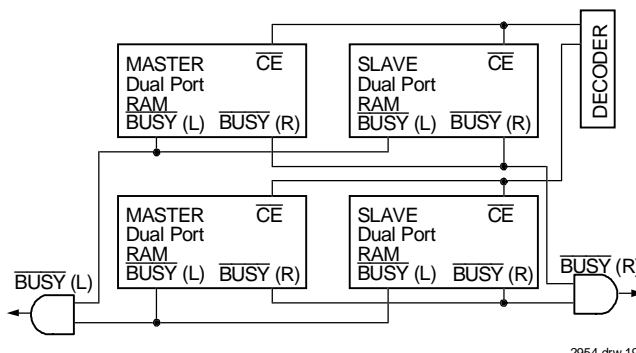 MASTER
Dual Port
RAM
CE
BUSY (L) BUSY (R)
SLAVE
Dual Port
RAM
CE
BUSY (L) BUSY (R)
DECODER
MASTER
Dual Port
RAM
CE
BUSY (L) BUSY (R)
SLAVE
Dual Port
RAM
CE
BUSY (L) BUSY (R)
BUSY (L)
BUSY (R)